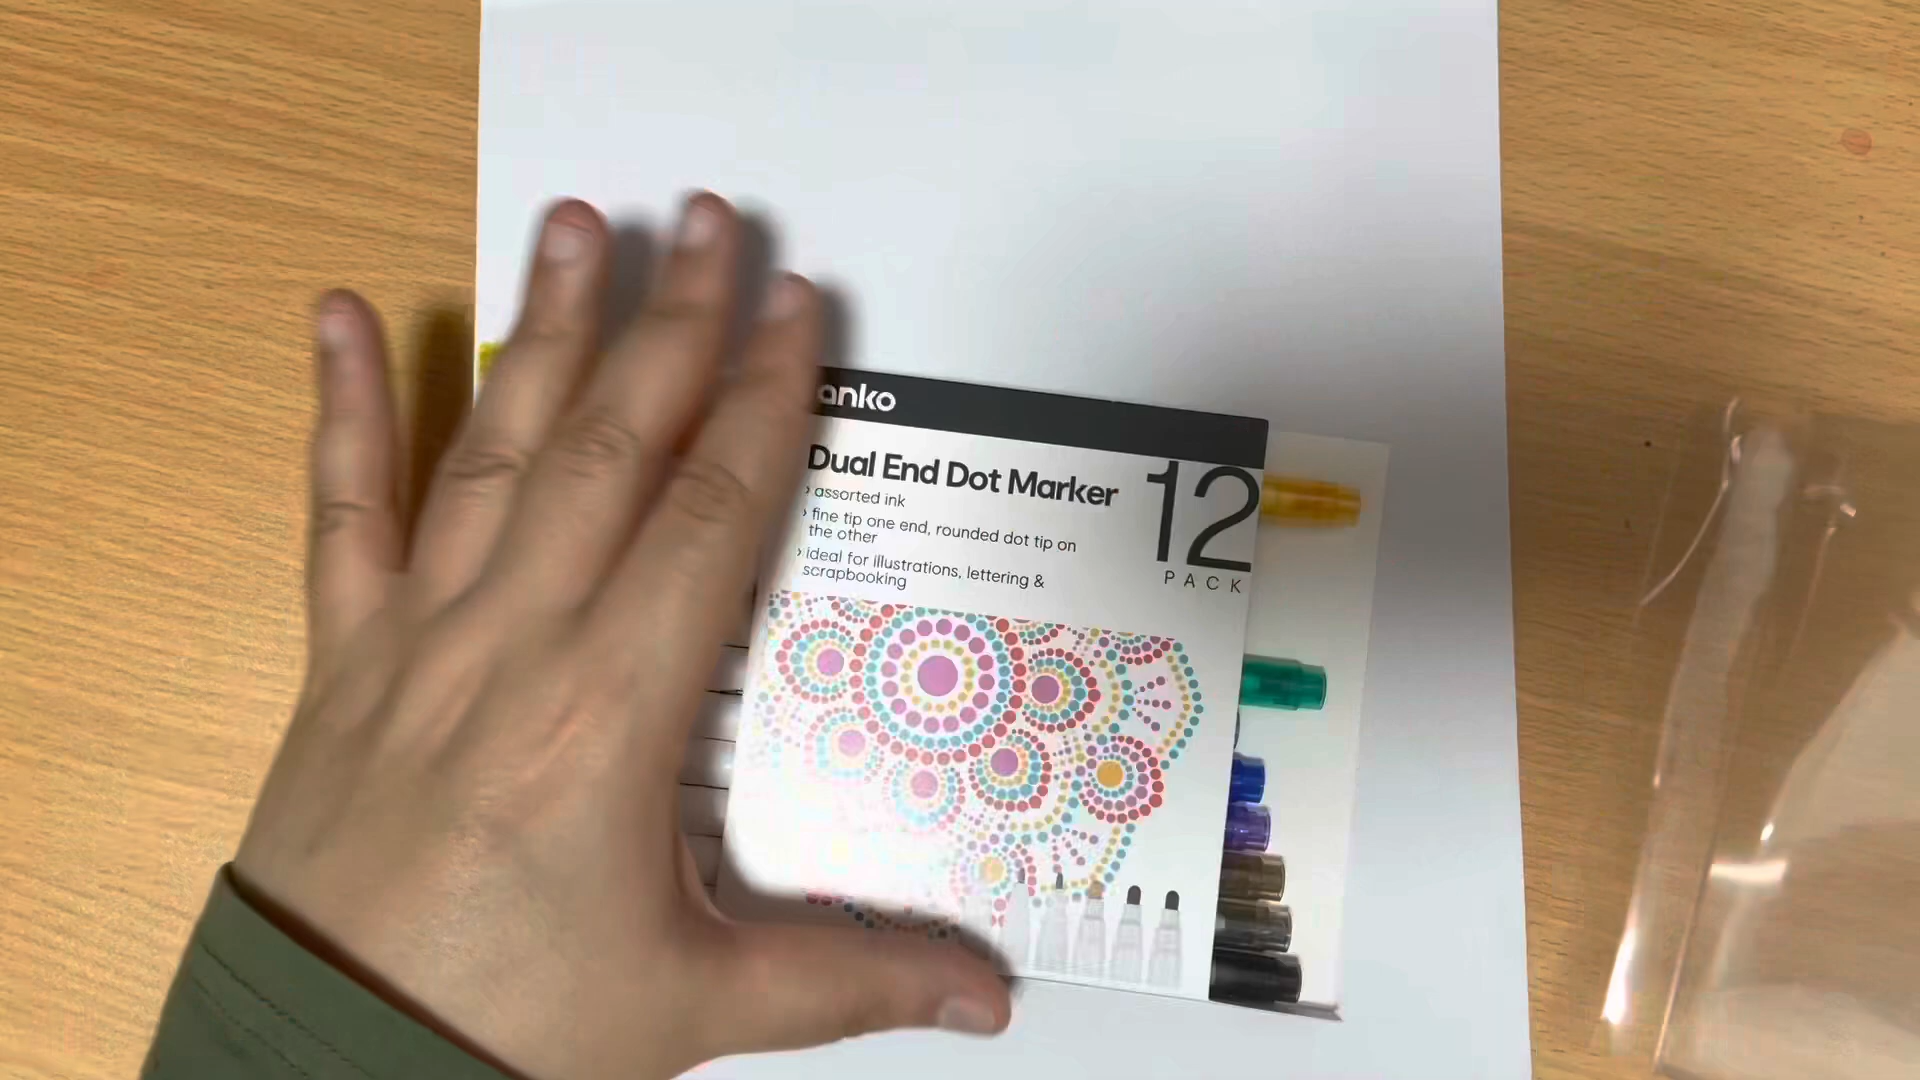 anko
Dual End Dot Marker
› assorted ink
› fine tip one end, rounded dot tip on
the other
› ideal for illustrations, lettering &
scrapbooking
12
PACK